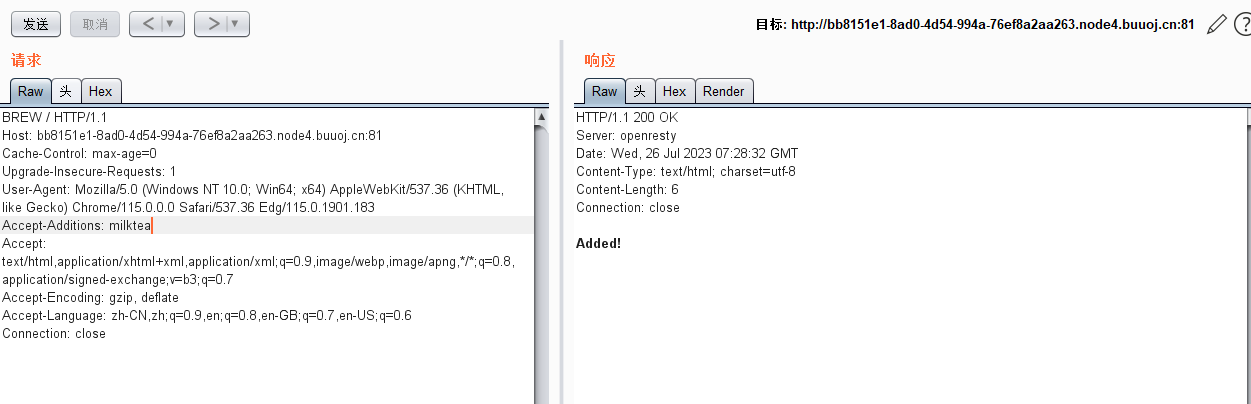 发送 取消 < > 目标: http://bb8151e1-8ad0-4d54-994a-76ef8a2aa263.node4.buuoj.cn:81
请求
Raw 头 Hex
BREW / HTTP/1.1
Host: bb8151e1-8ad0-4d54-994a-76ef8a2aa263.node4.buuoj.cn:81
Cache-Control: max-age=0
Upgrade-Insecure-Requests: 1
User-Agent: Mozilla/5.0 (Windows NT 10.0; Win64; x64) AppleWebKit/537.36 (KHTML,
like Gecko) Chrome/115.0.0.0 Safari/537.36 Edg/115.0.1901.183
Accept-Additions: milktea
Accept:
text/html,application/xhtml+xml,application/xml;q=0.9,image/webp,image/apng,*/*;q=0.8,
application/signed-exchange;v=b3;q=0.7
Accept-Encoding: gzip, deflate
Accept-Language: zh-CN,zh;q=0.9,en;q=0.8,en-GB;q=0.7,en-US;q=0.6
Connection: close
响应
Raw 头 Hex Render
HTTP/1.1 200 OK
Server: openresty
Date: Wed, 26 Jul 2023 07:28:32 GMT
Content-Type: text/html; charset=utf-8
Content-Length: 6
Connection: close
Added!